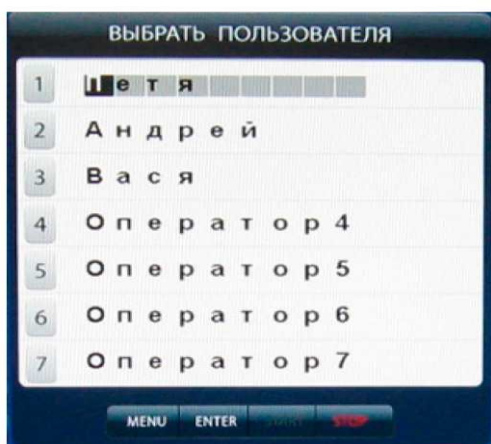 ВЫБРАТЬ ПОЛЬЗОВАТЕЛЯ
1 Петя
2 Андрей
3 Вася
4 Оператор4
5 Оператор5
6 Оператор6
7 Оператор7
MENU ENTER START STOP